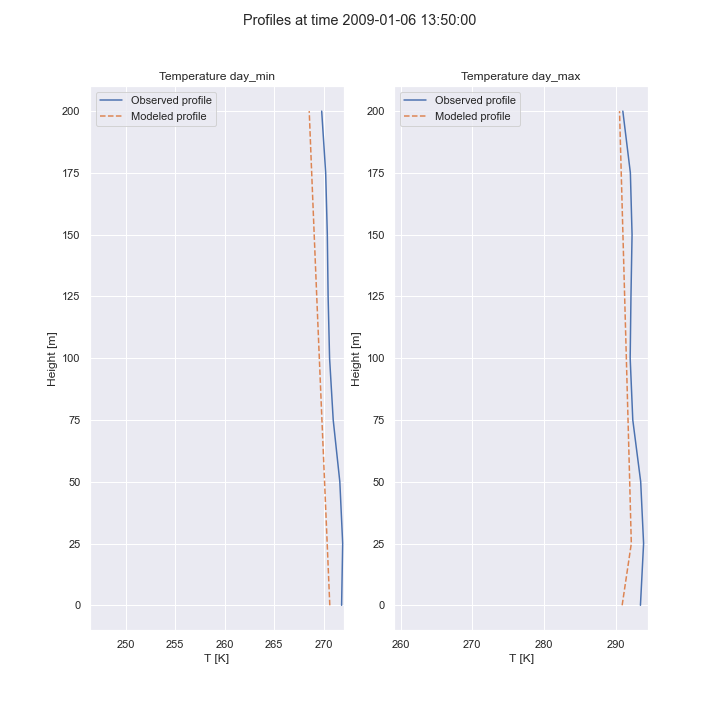 Profiles at time 2009-01-06 13:50:00
Temperature day_min
Observed profile
Modeled profile
200
175
150
125
100
75
50
25
0
Height [m]
250
255
260
265
270
T [K]
Temperature day_max
Observed profile
Modeled profile
200
175
150
125
100
75
50
25
0
Height [m]
260
270
280
290
T [K]